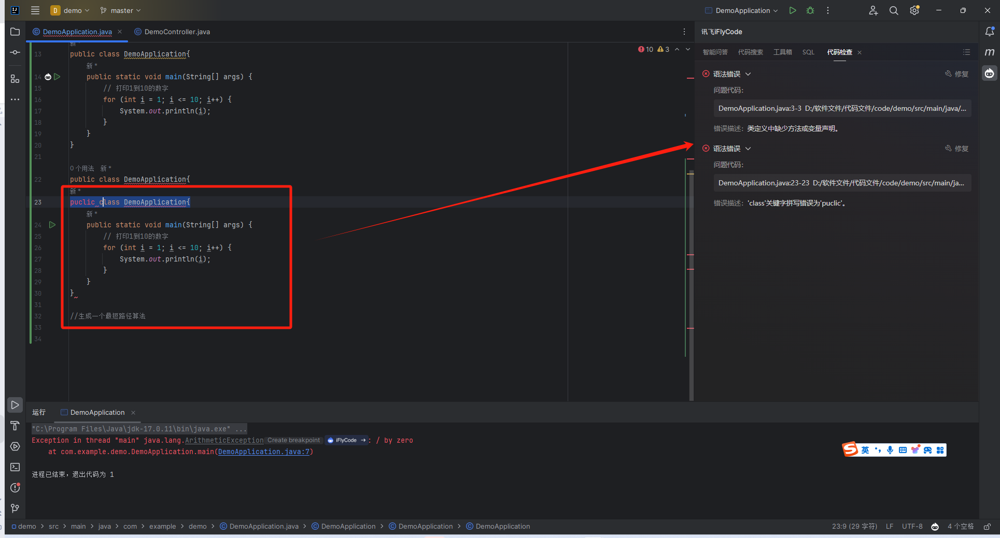 D demo master DemoApplication
DemoApplication.java DemoController.java
讯飞iFlyCode
智能问答 代码搜索 工具箱 SQL 代码检查
10 3
新 *
13 public class DemoApplication{
新 *
14 public static void main(String[] args) {
15 // 打印1到10的数字
16 for (int i = 1; i <= 10; i++) {
17 System.out.println(i);
18 }
19 }
20 }
21
0 个用法 新 *
22 public class DemoApplication{
新 *
23 puclic class DemoApplication{
新 *
24 public static void main(String[] args) {
25 // 打印1到10的数字
26 for (int i = 1; i <= 10; i++) {
27 System.out.println(i);
28 }
29 }
30 }
31
32 //生成一个最短路径算法
33
34
语法错误 修复
问题代码:
DemoApplication.java:3-3 D:/软件文件/代码文件/code/demo/src/main/java/...
错误描述: 类定义中缺少方法或变量声明。
语法错误 修复
问题代码:
DemoApplication.java:23-23 D:/软件文件/代码文件/code/demo/src/main/ja...
错误描述: 'class'关键字拼写错误为'puclic'。
运行 DemoApplication
"C:\Program Files\Java\jdk-17.0.11\bin\java.exe" ...
Exception in thread "main" java.lang.ArithmeticException Create breakpoint iFlyCode → : / by zero
at com.example.demo.DemoApplication.main(DemoApplication.java:7)
进程已结束，退出代码为 1
英
demo > src > main > java > com > example > demo > DemoApplication.java > DemoApplication > DemoApplication > DemoApplication
23:9 (29 字符) LF UTF-8 4 个空格